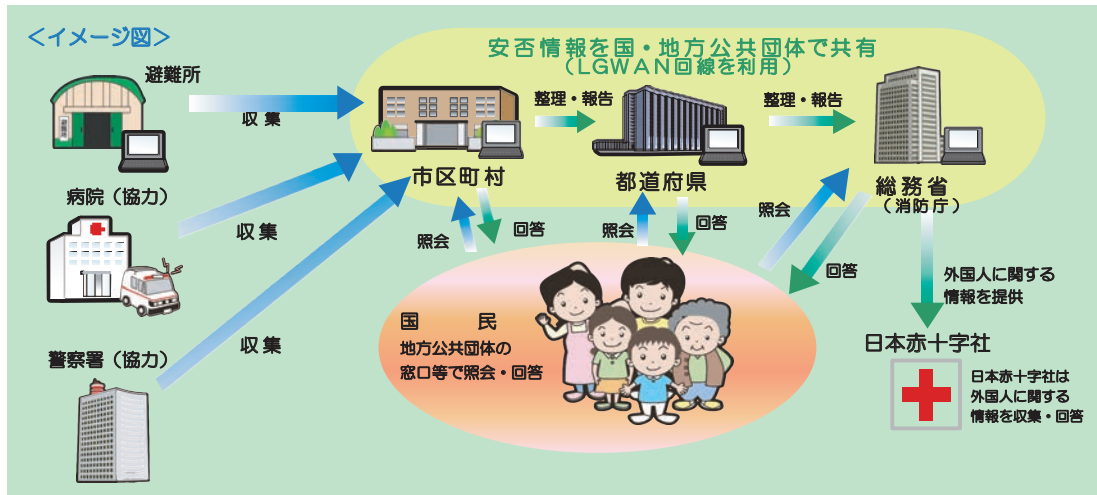 ＜イメージ図＞
安否情報を国・地方公共団体で共有
（ＬＧＷＡＮ回線を利用）
避難所
収集
整理・報告
整理・報告
市区町村
都道府県
総務省
（消防庁）
病院（協力）
収集
照会
回答
照会
回答
照会
回答
外国人に関する
情報を提供
国民
地方公共団体の
窓口等で照会・回答
警察署（協力）
収集
日本赤十字社
日本赤十字社は
外国人に関する
情報を収集・回答